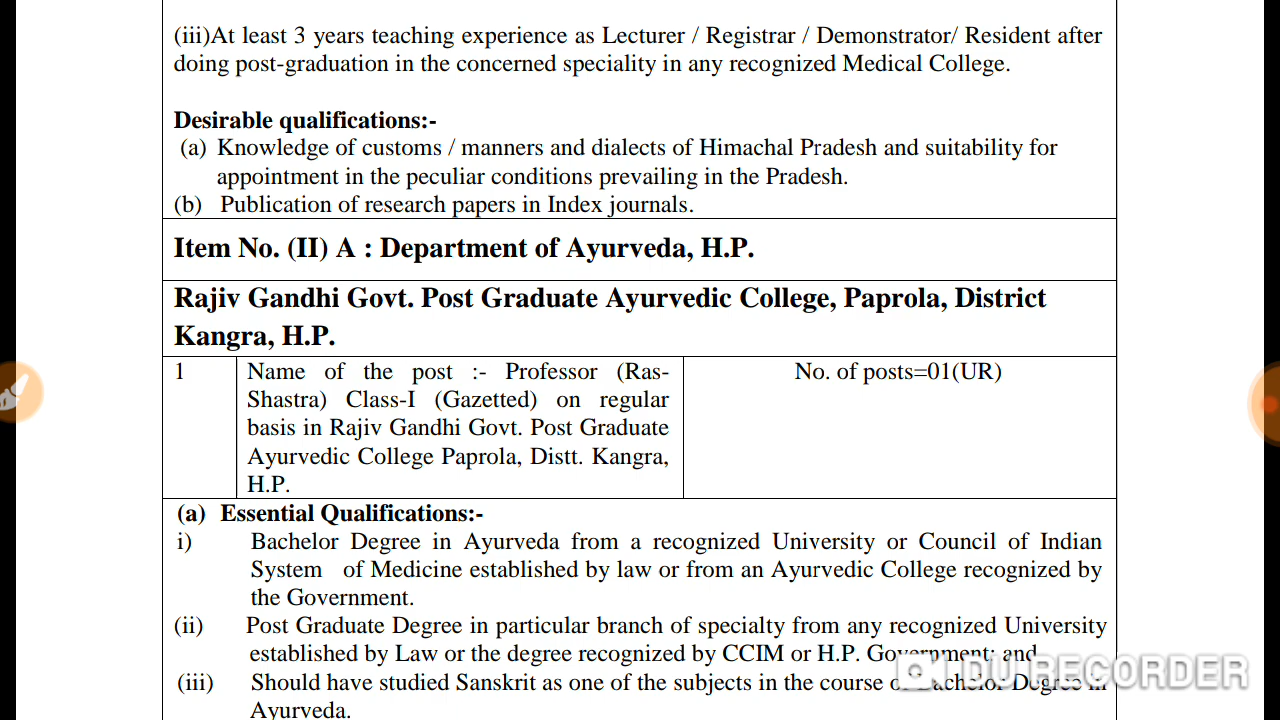 (iii)At least 3 years teaching experience as Lecturer / Registrar / Demonstrator/ Resident after
doing post-graduation in the concerned speciality in any recognized Medical College.
Desirable qualifications:-
(a) Knowledge of customs / manners and dialects of Himachal Pradesh and suitability for
appointment in the peculiar conditions prevailing in the Pradesh.
(b) Publication of research papers in Index journals.
Item No. (II) A : Department of Ayurveda, H.P.
Rajiv Gandhi Govt. Post Graduate Ayurvedic College, Paprola, District
Kangra, H.P.
1
Name of the post :- Professor (Ras-
Shastra) Class-I (Gazetted) on regular
basis in Rajiv Gandhi Govt. Post Graduate
Ayurvedic College Paprola, Distt. Kangra,
H.P.
No. of posts=01(UR)
(a) Essential Qualifications:-
i) Bachelor Degree in Ayurveda from a recognized University or Council of Indian
System of Medicine established by law or from an Ayurvedic College recognized by
the Government.
(ii) Post Graduate Degree in particular branch of specialty from any recognized University
established by Law or the degree recognized by CCIM or H.P. Government; and
(iii) Should have studied Sanskrit as one of the subjects in the course of Bachelor Degree in
Ayurveda.
DU RECORDER